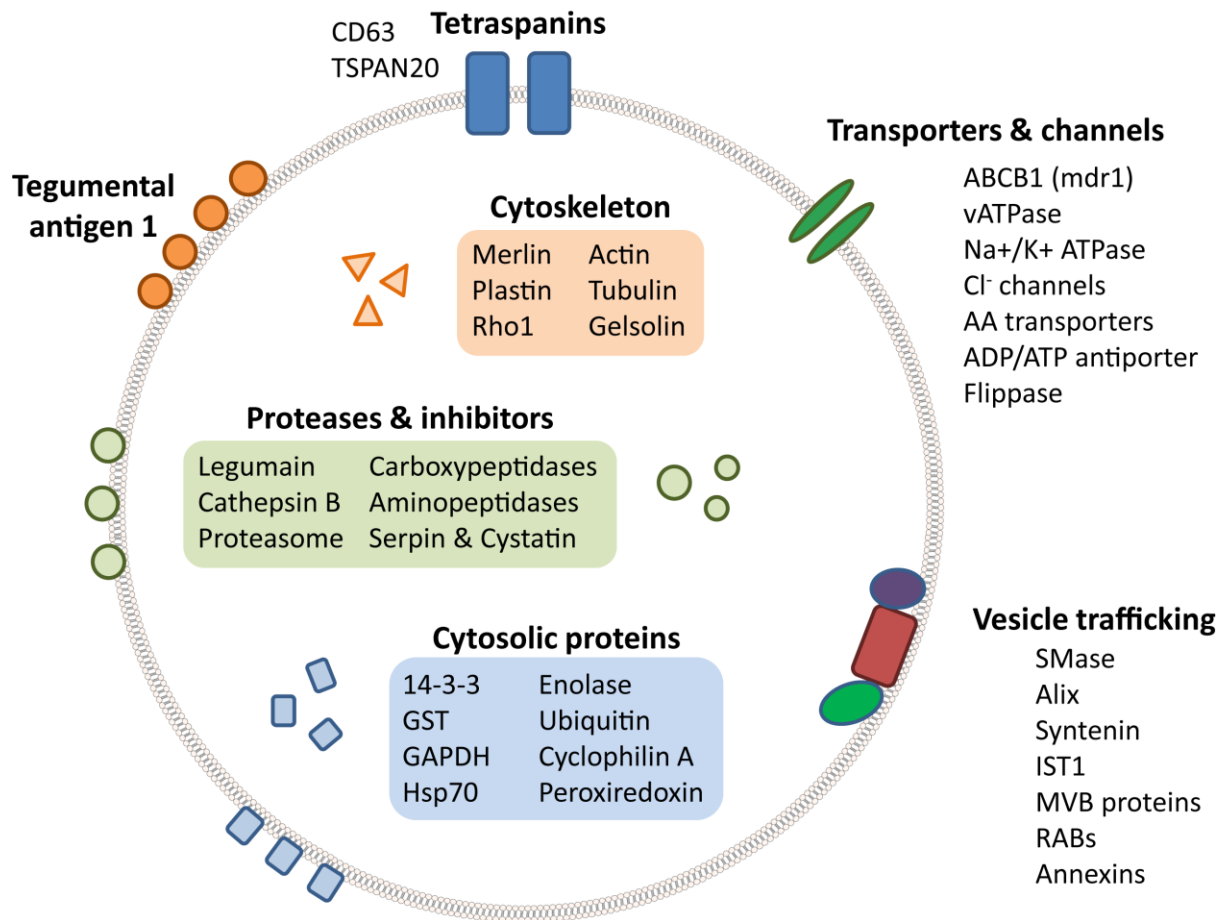 Tetraspanins
CD63
TSPAN20
Transporters & channels
ABCB1 (mdr1)
vATPase
Na+/K+ ATPase
Cl⁻ channels
AA transporters
ADP/ATP antiporter
Flippase
Tegumental
antigen 1
Cytoskeleton
Merlin Actin
Plastin Tubulin
Rho1 Gelsolin
Proteases & inhibitors
Legumain Carboxypeptidases
Cathepsin B Aminopeptidases
Proteasome Serpin & Cystatin
Cytosolic proteins
14-3-3 Enolase
GST Ubiquitin
GAPDH Cyclophilin A
Hsp70 Peroxiredoxin
Vesicle trafficking
SMase
Alix
Syntenin
IST1
MVB proteins
RABs
Annexins